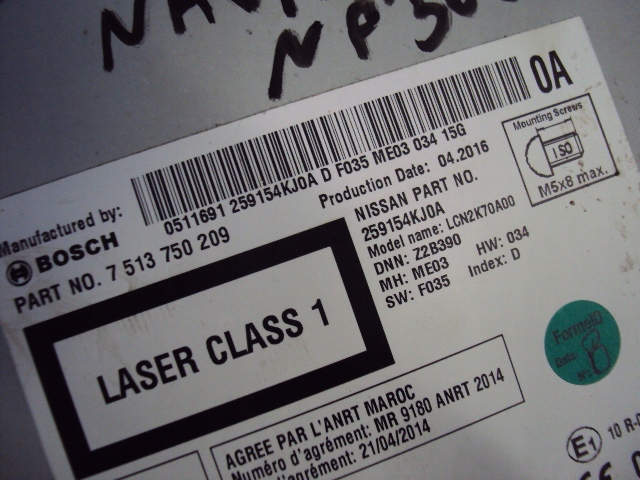 0A
0511691 259154KJ0A D F035 ME03 034 15G
Manufactured by:
BOSCH
PART NO. 7 513 750 209
Production Date: 04.2016
NISSAN PART NO.
259154KJ0A
Model name: LCN2K70A00
DNN: Z2B390
HW: 034
MH: ME03
Index: D
SW: F035
Mounting Screws
ISO
M5x8 max.
LASER CLASS 1
AGREE PAR L'ANRT MAROC
Numéro d'agrément: MR 9180 ANRT 2014
d'agrément: 21/04/2014
Date:
N°:
E1
10 R-